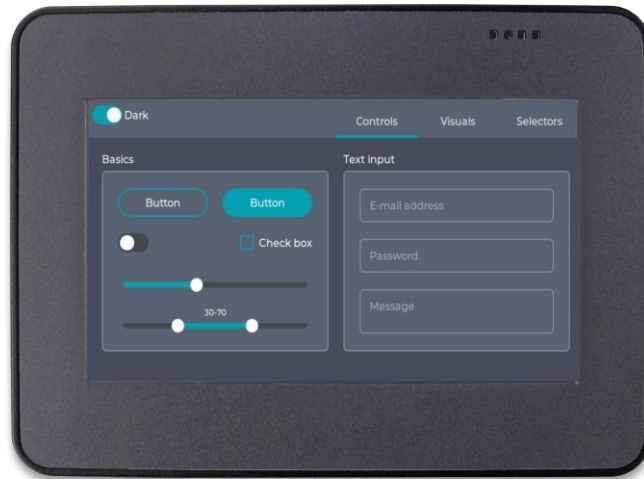 Dark
Controls
Visuals
Selectors
Basics
Button
Button
Check box
30-70
Text input
E-mail address
Password
Message